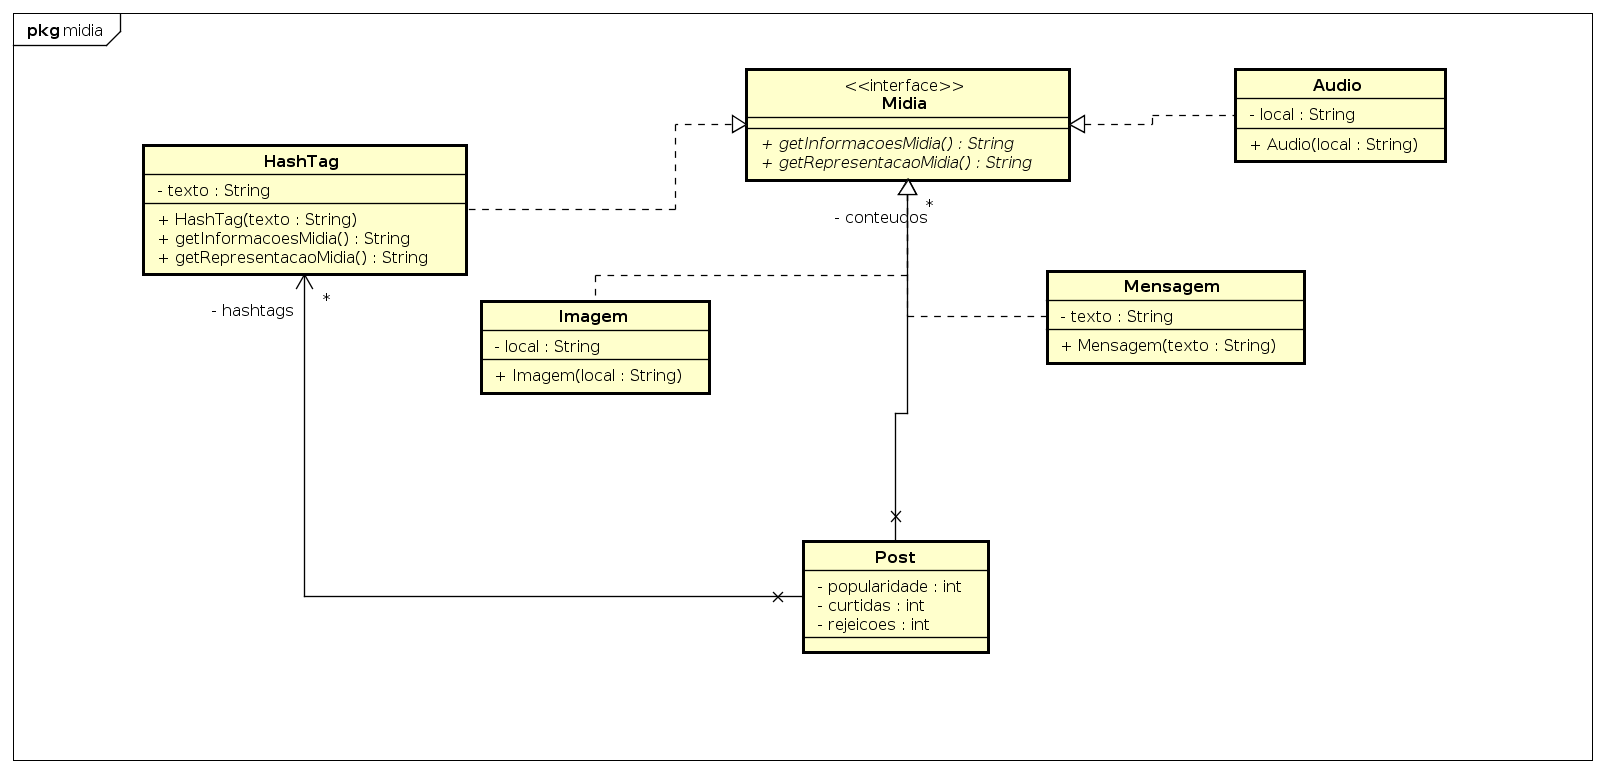 pkg midia
<<interface>>
Midia
+ getInformacoesMidia() : String
+ getRepresentacaoMidia() : String
Audio
- local : String
+ Audio(local : String)
HashTag
- texto : String
+ HashTag(texto : String)
+ getInformacoesMidia() : String
+ getRepresentacaoMidia() : String
*
- conteudos
*
- hashtags
Imagem
- local : String
+ Imagem(local : String)
Mensagem
- texto : String
+ Mensagem(texto : String)
Post
- popularidade : int
- curtidas : int
- rejeicoes : int